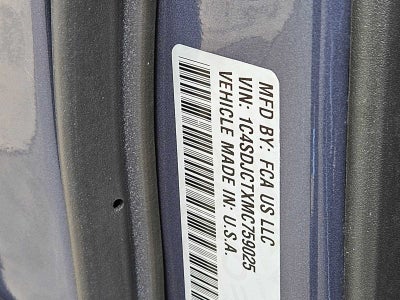 MFD BY: FCA US LLC
VIN: 1C4SDJCTXMC759025
VEHICLE MADE IN: U.S.A.